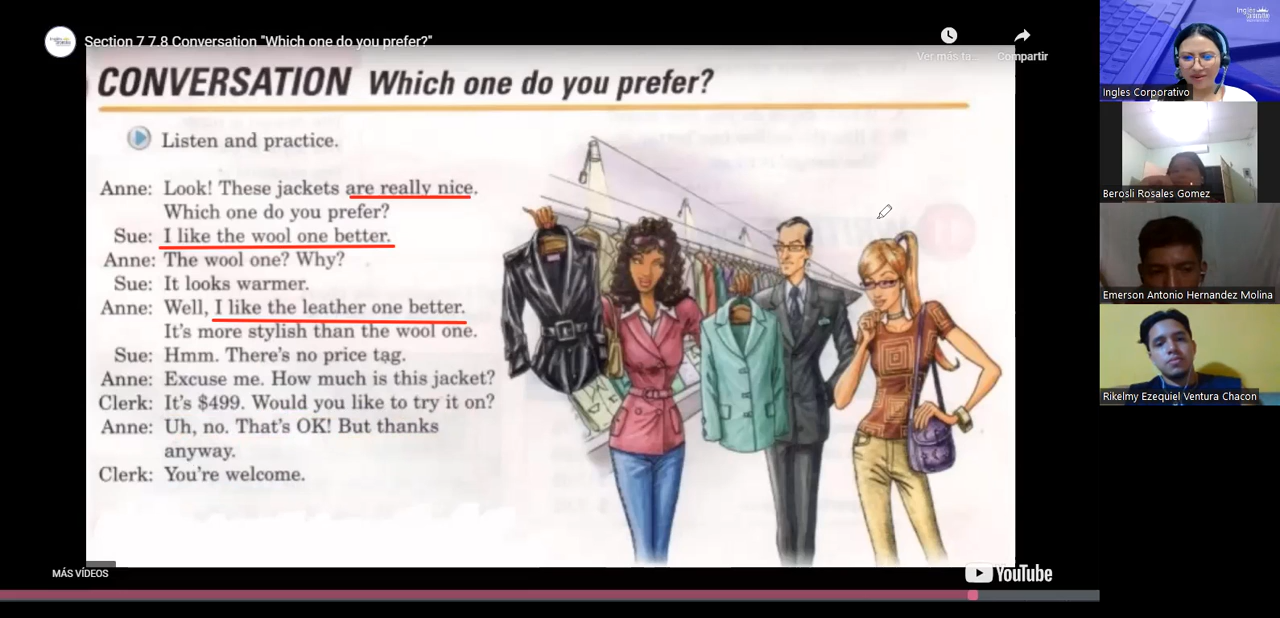 Section 7 7.8 Conversation "Which one do you prefer?"
Ver más ta...
Compartir
CONVERSATION Which one do you prefer?
Listen and practice.
Anne: Look! These jackets are really nice.
Which one do you prefer?
Sue: I like the wool one better.
Anne: The wool one? Why?
Sue: It looks warmer.
Anne: Well, I like the leather one better.
It's more stylish than the wool one.
Sue: Hmm. There's no price tag.
Anne: Excuse me. How much is this jacket?
Clerk: It's $499. Would you like to try it on?
Anne: Uh, no. That's OK! But thanks
anyway.
Clerk: You're welcome.
MÁS VÍDEOS
YouTube
Ingles Corporativo
Berosli Rosales Gomez
Emerson Antonio Hernandez Molina
Rikelmy Ezequiel Ventura Chacon